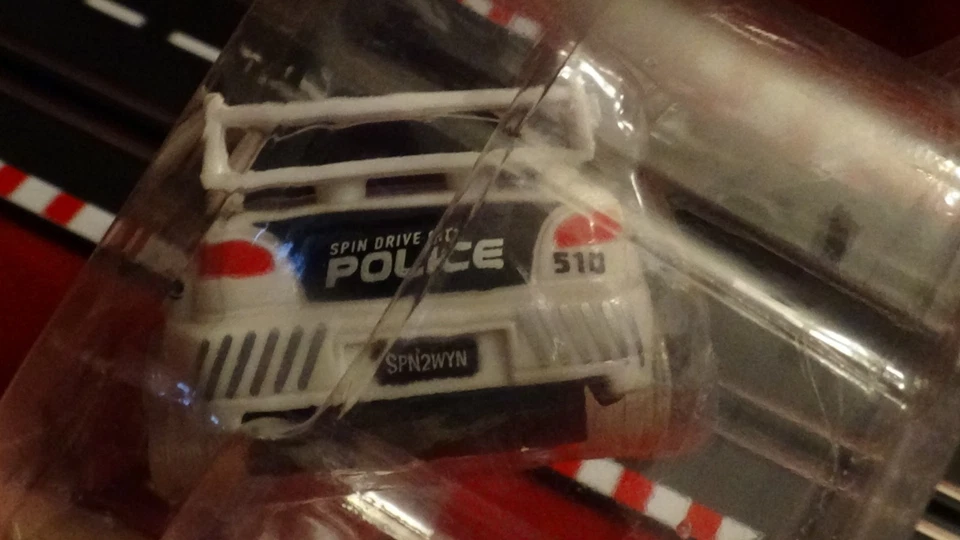 SPIN DRIVE
POLICE
510
SPN2WYN